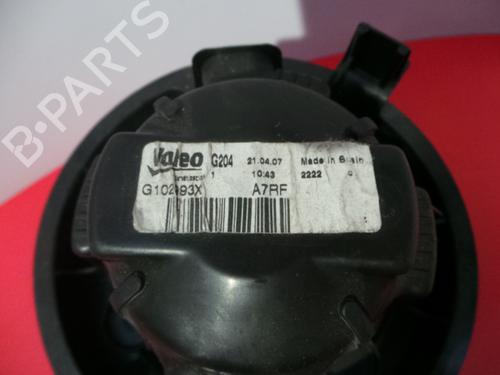 B-PARTS
Valeo G204 21.04.07 Made in Spain
1 10:43 2222
G102093X A7RF